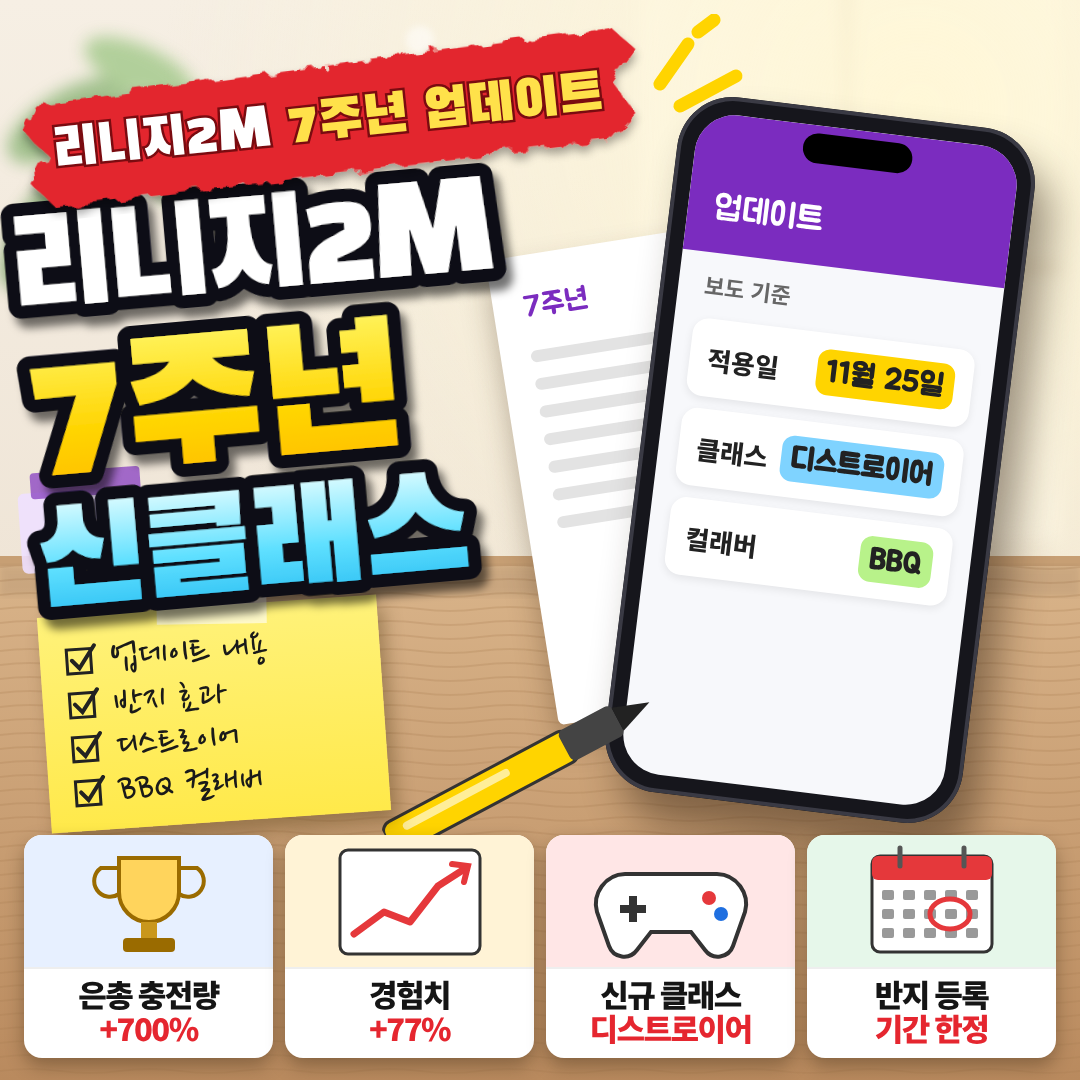 리니지2M 7주년 업데이트
리니지2M
7주년
신클래스
7주년
업데이트
보도 기준
적용일 11월 25일
클래스 디스트로이어
컬래버 BBQ
업데이트 내용
반지 효과
디스트로이어
BBQ 컬래버
은총 충전량
+700%
경험치
+77%
신규 클래스
디스트로이어
반지 등록
기간 한정